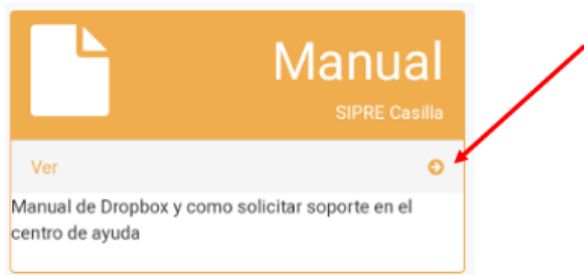 Manual
SIPRE Casilla
Ver
Manual de Dropbox y como solicitar soporte en el
centro de ayuda